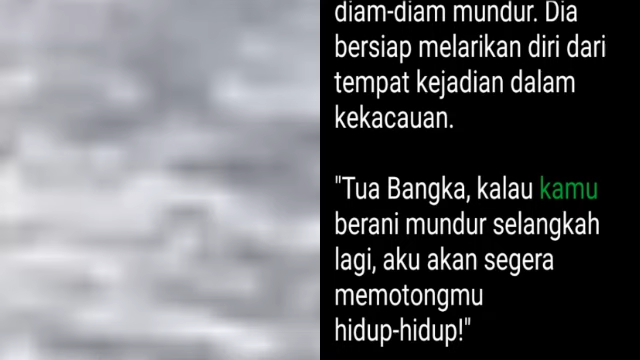 diam-diam mundur. Dia
bersiap melarikan diri dari
tempat kejadian dalam
kekacauan.
"Tua Bangka, kalau kamu
berani mundur selangkah
lagi, aku akan segera
memotongmu
hidup-hidup!"